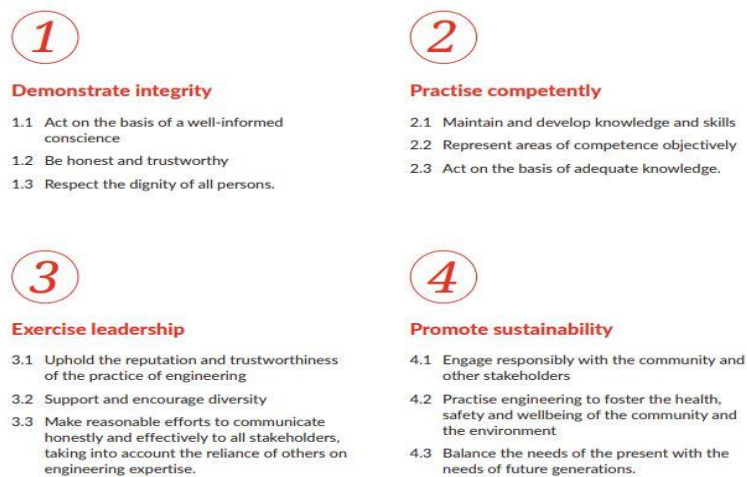 1
Demonstrate integrity
1.1 Act on the basis of a well-informed
conscience
1.2 Be honest and trustworthy
1.3 Respect the dignity of all persons.
2
Practise competently
2.1 Maintain and develop knowledge and skills
2.2 Represent areas of competence objectively
2.3 Act on the basis of adequate knowledge.
3
Exercise leadership
3.1 Uphold the reputation and trustworthiness
of the practice of engineering
3.2 Support and encourage diversity
3.3 Make reasonable efforts to communicate
honestly and effectively to all stakeholders,
taking into account the reliance of others on
engineering expertise.
4
Promote sustainability
4.1 Engage responsibly with the community and
other stakeholders
4.2 Practise engineering to foster the health,
safety and wellbeing of the community and
the environment
4.3 Balance the needs of the present with the
needs of future generations.